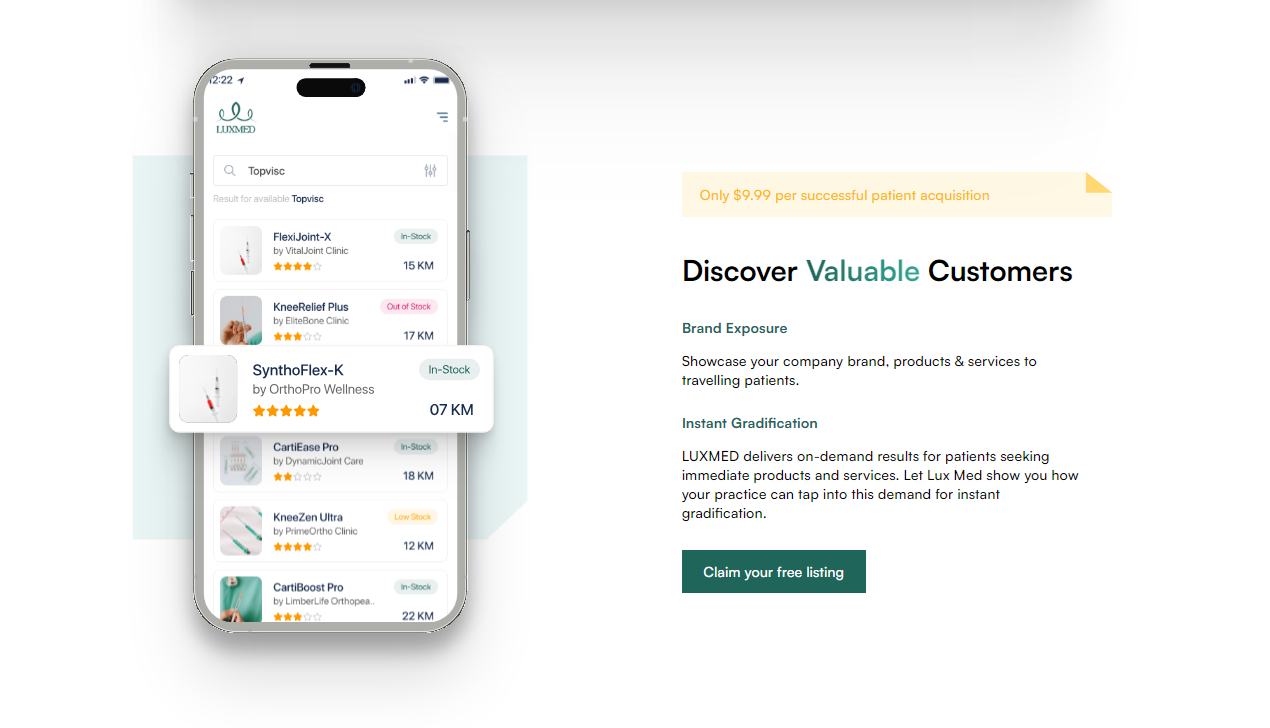 12:22
LUXMED
Topvisc
Result for available Topvisc
FlexiJoint-X
In-Stock
by VitalJoint Clinic
15 KM
KneeRelief Plus
Out of Stock
by EliteBone Clinic
17 KM
SynthoFlex-K
In-Stock
by OrthoPro Wellness
07 KM
CartiEase Pro
In-Stock
by DynamicJoint Care
18 KM
KneeZen Ultra
Low Stock
by PrimeOrtho Clinic
12 KM
CartiBoost Pro
In-Stock
by LimberLife Orthopea..
22 KM
Only $9.99 per successful patient acquisition
Discover Valuable Customers
Brand Exposure
Showcase your company brand, products & services to
travelling patients.
Instant Gradification
LUXMED delivers on-demand results for patients seeking
immediate products and services. Let Lux Med show you how
your practice can tap into this demand for instant
gradification.
Claim your free listing